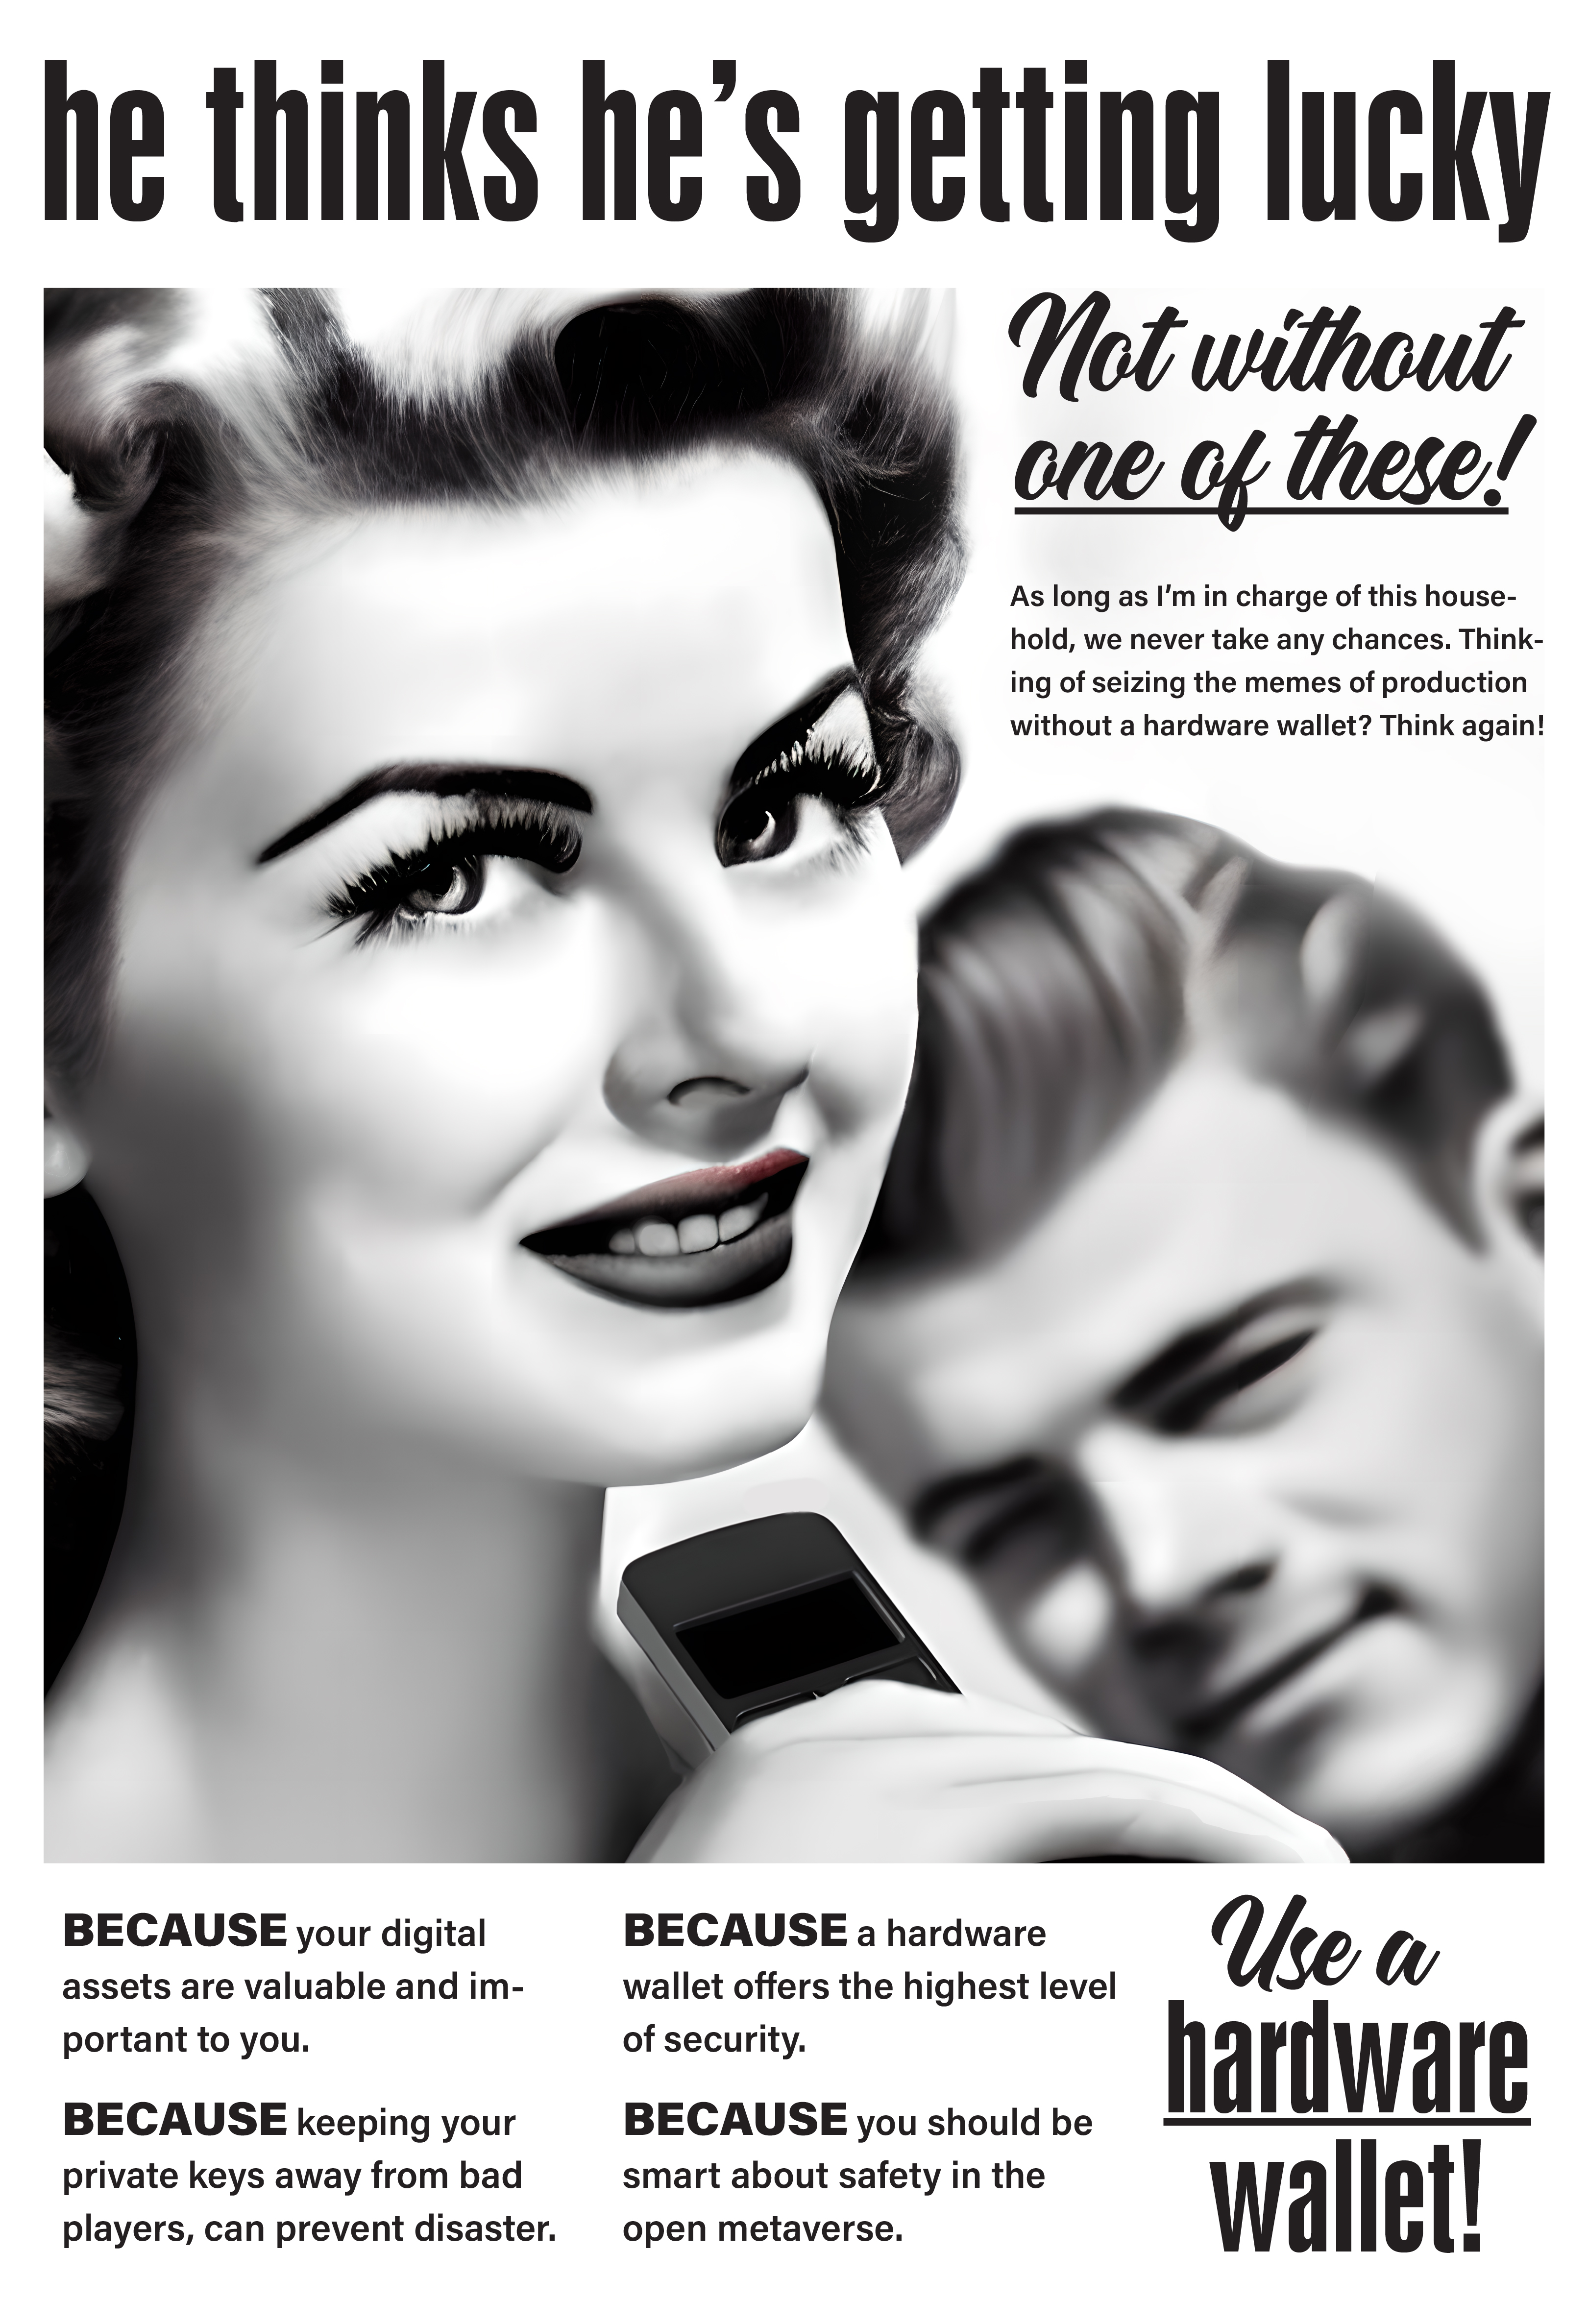 he thinks he’s getting lucky
Not without
one of these!
As long as I’m in charge of this house-
hold, we never take any chances. Think-
ing of seizing the memes of production
without a hardware wallet? Think again!
BECAUSE your digital
assets are valuable and im-
portant to you.
BECAUSE keeping your
private keys away from bad
players, can prevent disaster.
BECAUSE a hardware
wallet offers the highest level
of security.
BECAUSE you should be
smart about safety in the
open metaverse.
Use a
hardware
wallet!